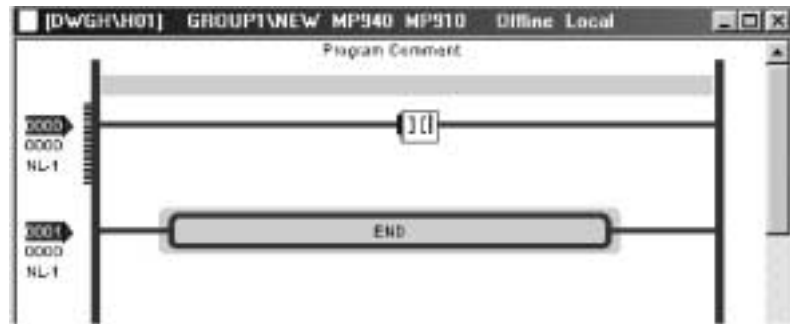 [DWGH\H01] GROUP1\NEW MP940 MP910 Offline Local
Program Comment
0000
0000
NL-1
0001
END
0000
NL-1